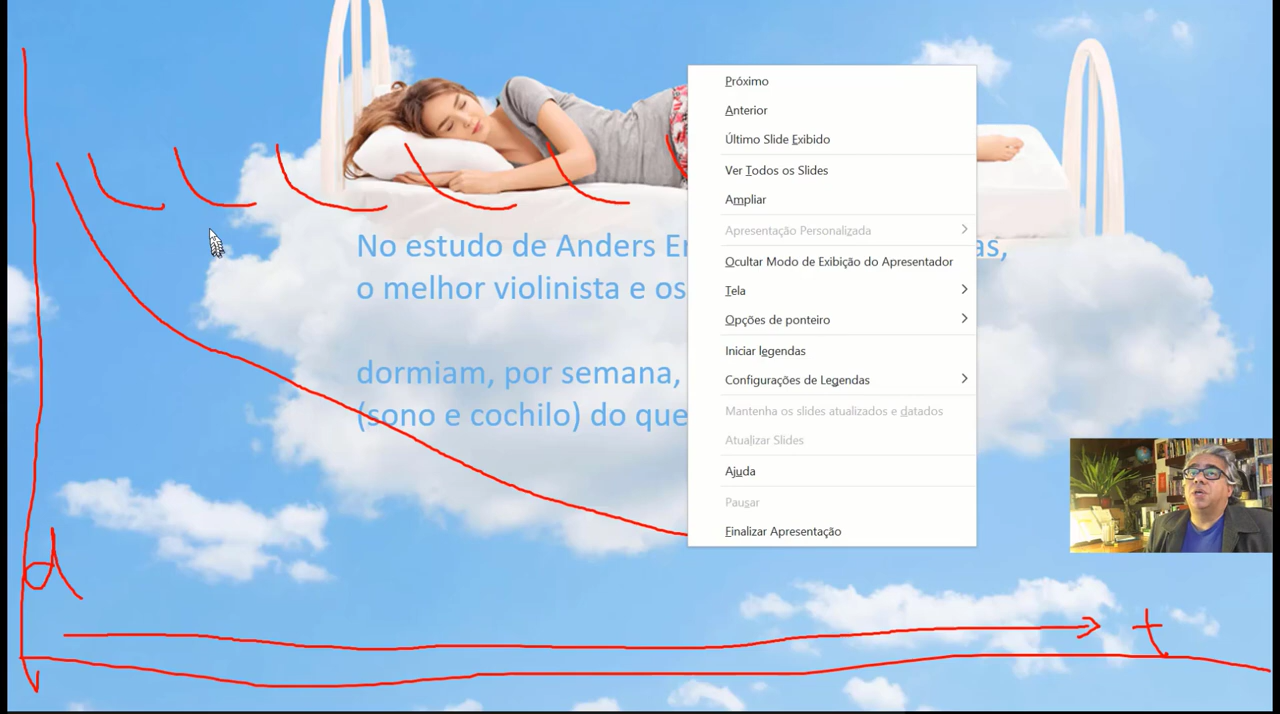 Próximo
Anterior
Último Slide Exibido
Ver Todos os Slides
Ampliar
Apresentação Personalizada
Ocultar Modo de Exibição do Apresentador
Tela
Opções de ponteiro
Iniciar legendas
Configurações de Legendas
Mantenha os slides atualizados e datados
Atualizar Slides
Ajuda
Pausar
Finalizar Apresentação
No estudo de Anders
o melhor violinista e os
dormiam, por semana,
(sono e cochilo) do que
d
t